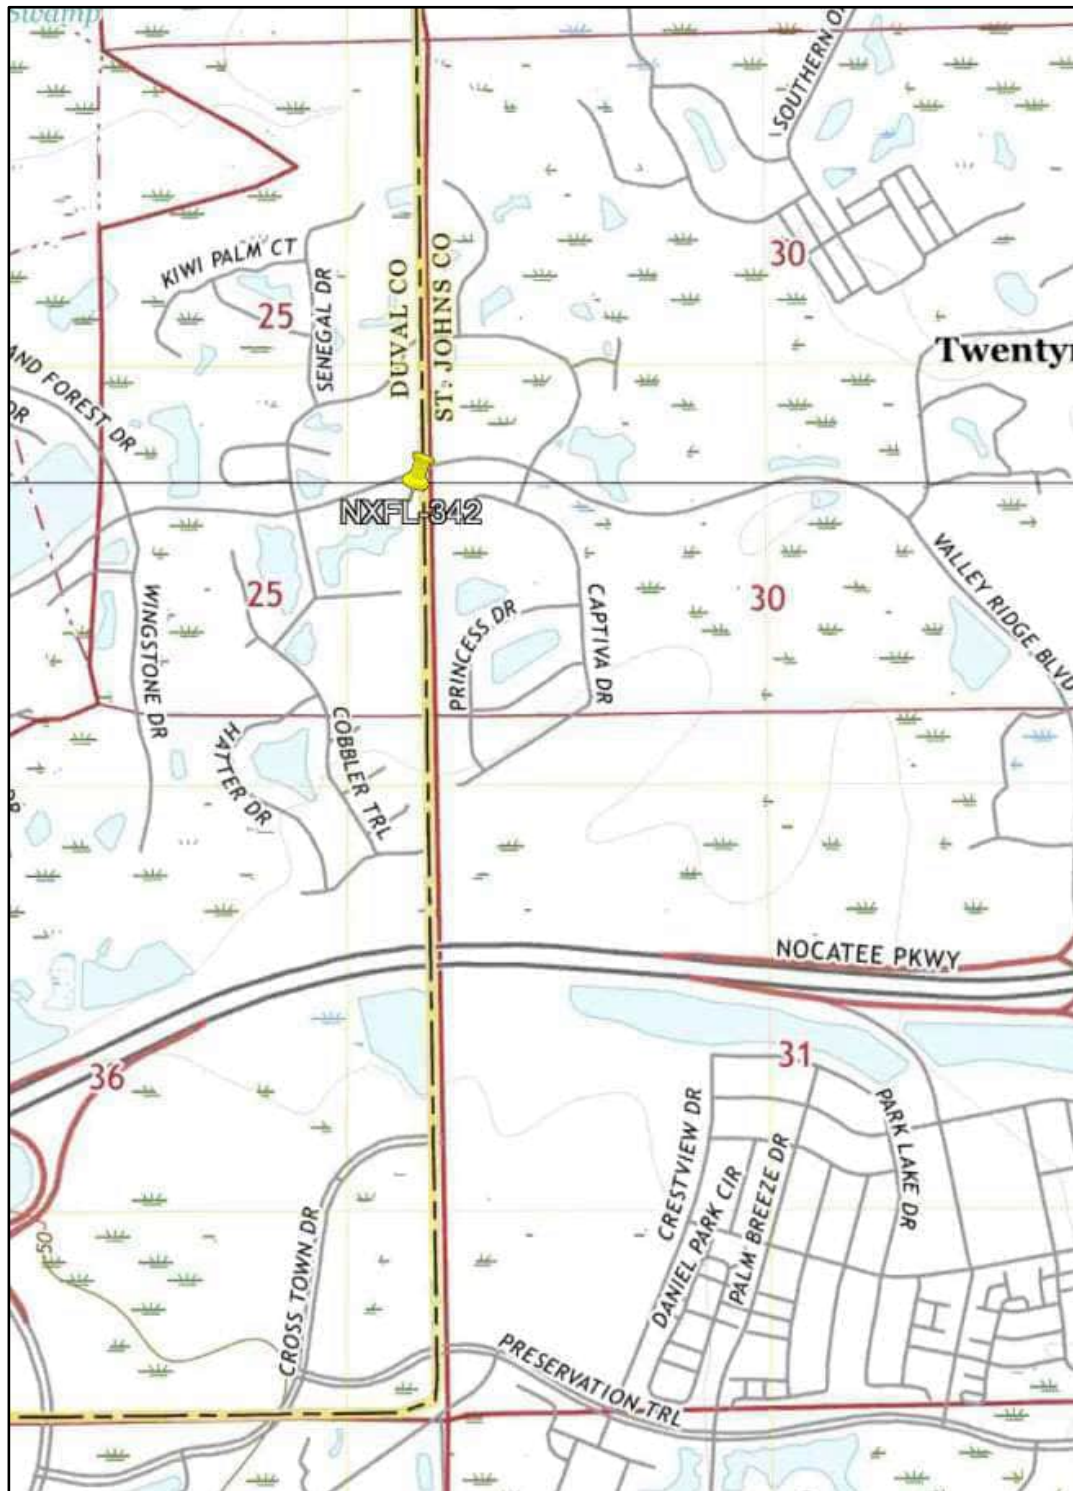 Swamp
SOUTHERN O
KIWI PALM CT
SENEGAL DR
DUVAL CO
ST. JOHNS CO
30
25
Twenty
AND FOREST DR
DR
NXFL-342
VALLEY RIDGE BLVD
25
30
WINGSTONE DR
PRINCESS DR
CAPTIVA DR
HATTER DR
COBBLER TRL
NOCATEE PKWY
36
31
CRESTVIEW DR
DANIEL PARK CIR
PALM BREEZE DR
PARK LAKE DR
50
CROSS TOWN DR
PRESERVATION TRL